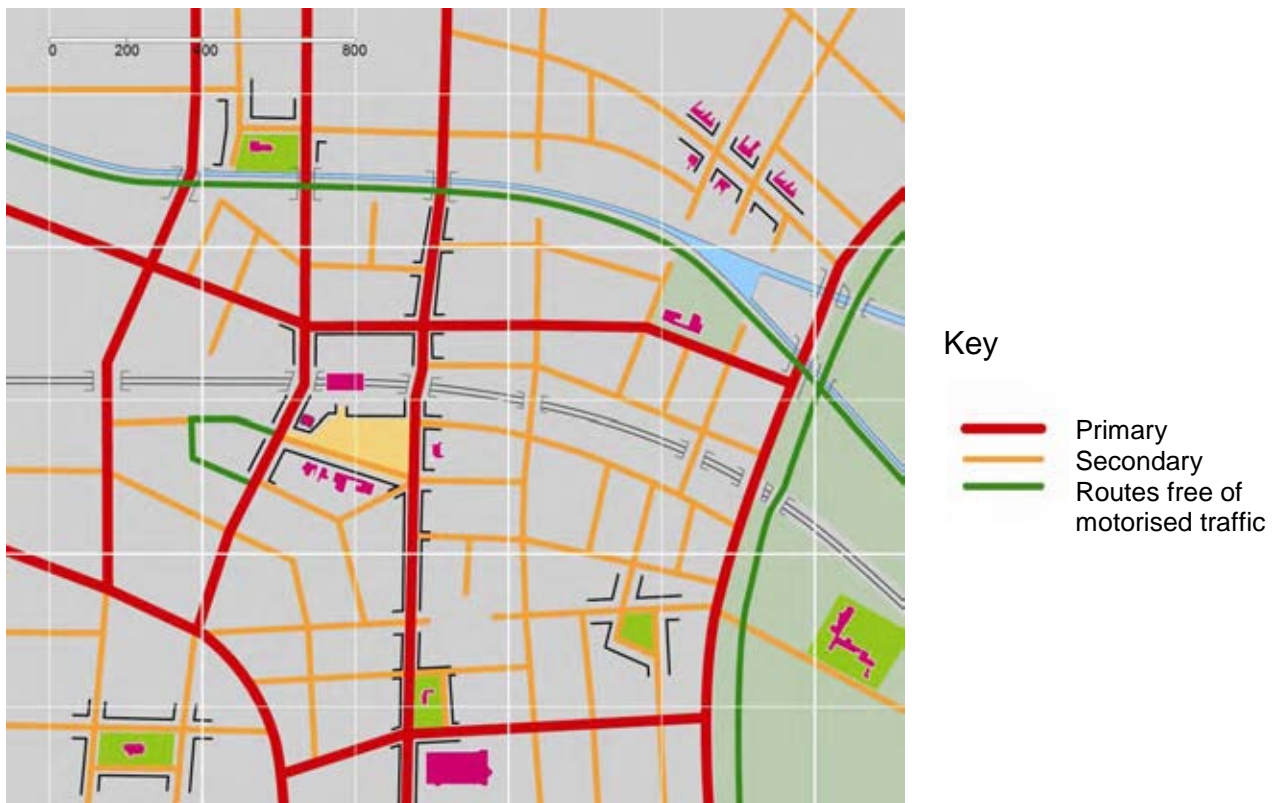 0 200 400 800
Key
Primary
Secondary
Routes free of
motorised traffic